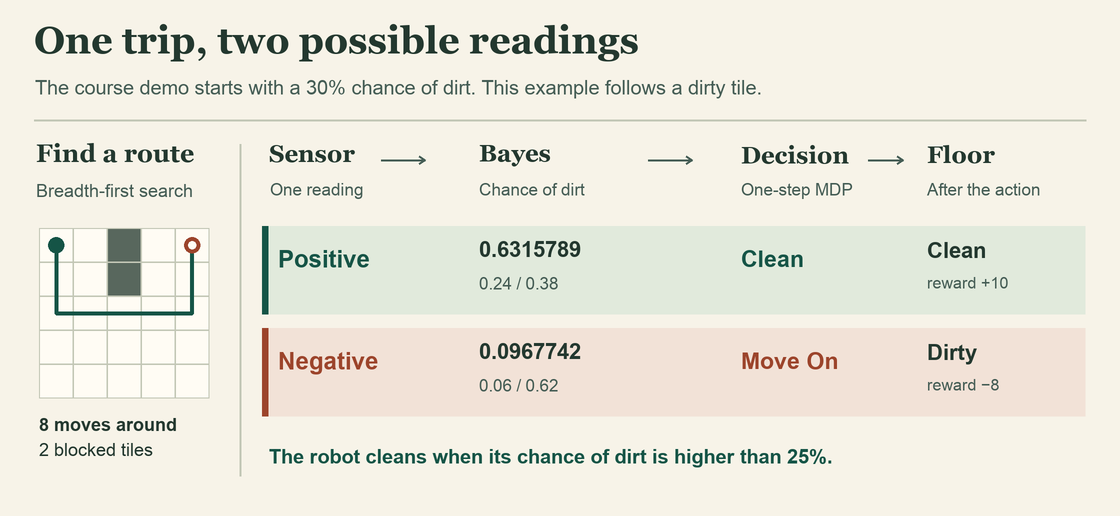 One trip, two possible readings
The course demo starts with a 30% chance of dirt. This example follows a dirty tile.
Find a route
Breadth-first search
8 moves around
2 blocked tiles
Sensor
One reading
Bayes
Chance of dirt
Decision
One-step MDP
Floor
After the action
Positive
0.6315789
0.24 / 0.38
Clean
Clean
reward +10
Negative
0.0967742
0.06 / 0.62
Move On
Dirty
reward −8
The robot cleans when its chance of dirt is higher than 25%.